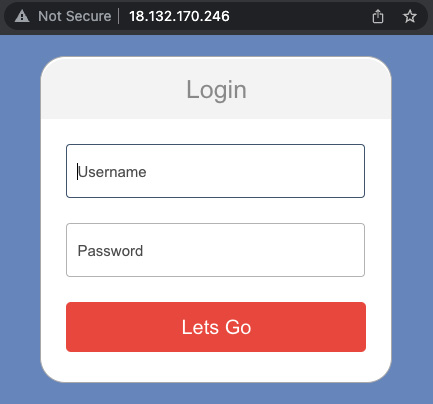 Not Secure | 18.132.170.246
Login
Username
Password
Lets Go